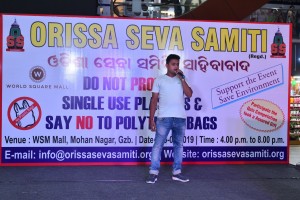 ORISSA SEVA SAMITI
(Regd.)
ଓଡ଼ିଶା ସେବା ସମିତି ସାହିବାବାଦ
W
WORLD SQUARE MALL
DO NOT
SINGLE USE
SAY NO TO POLY BAGS
Support the Event
Save Environment
Venue : WSM Mall, Mohan Nagar, Gzb. | Date 2019 | Time : 4.00 p.m. to 8.00 p.m.
E-mail: info@orissasevasamiti.org Website : orissasevasamiti.org